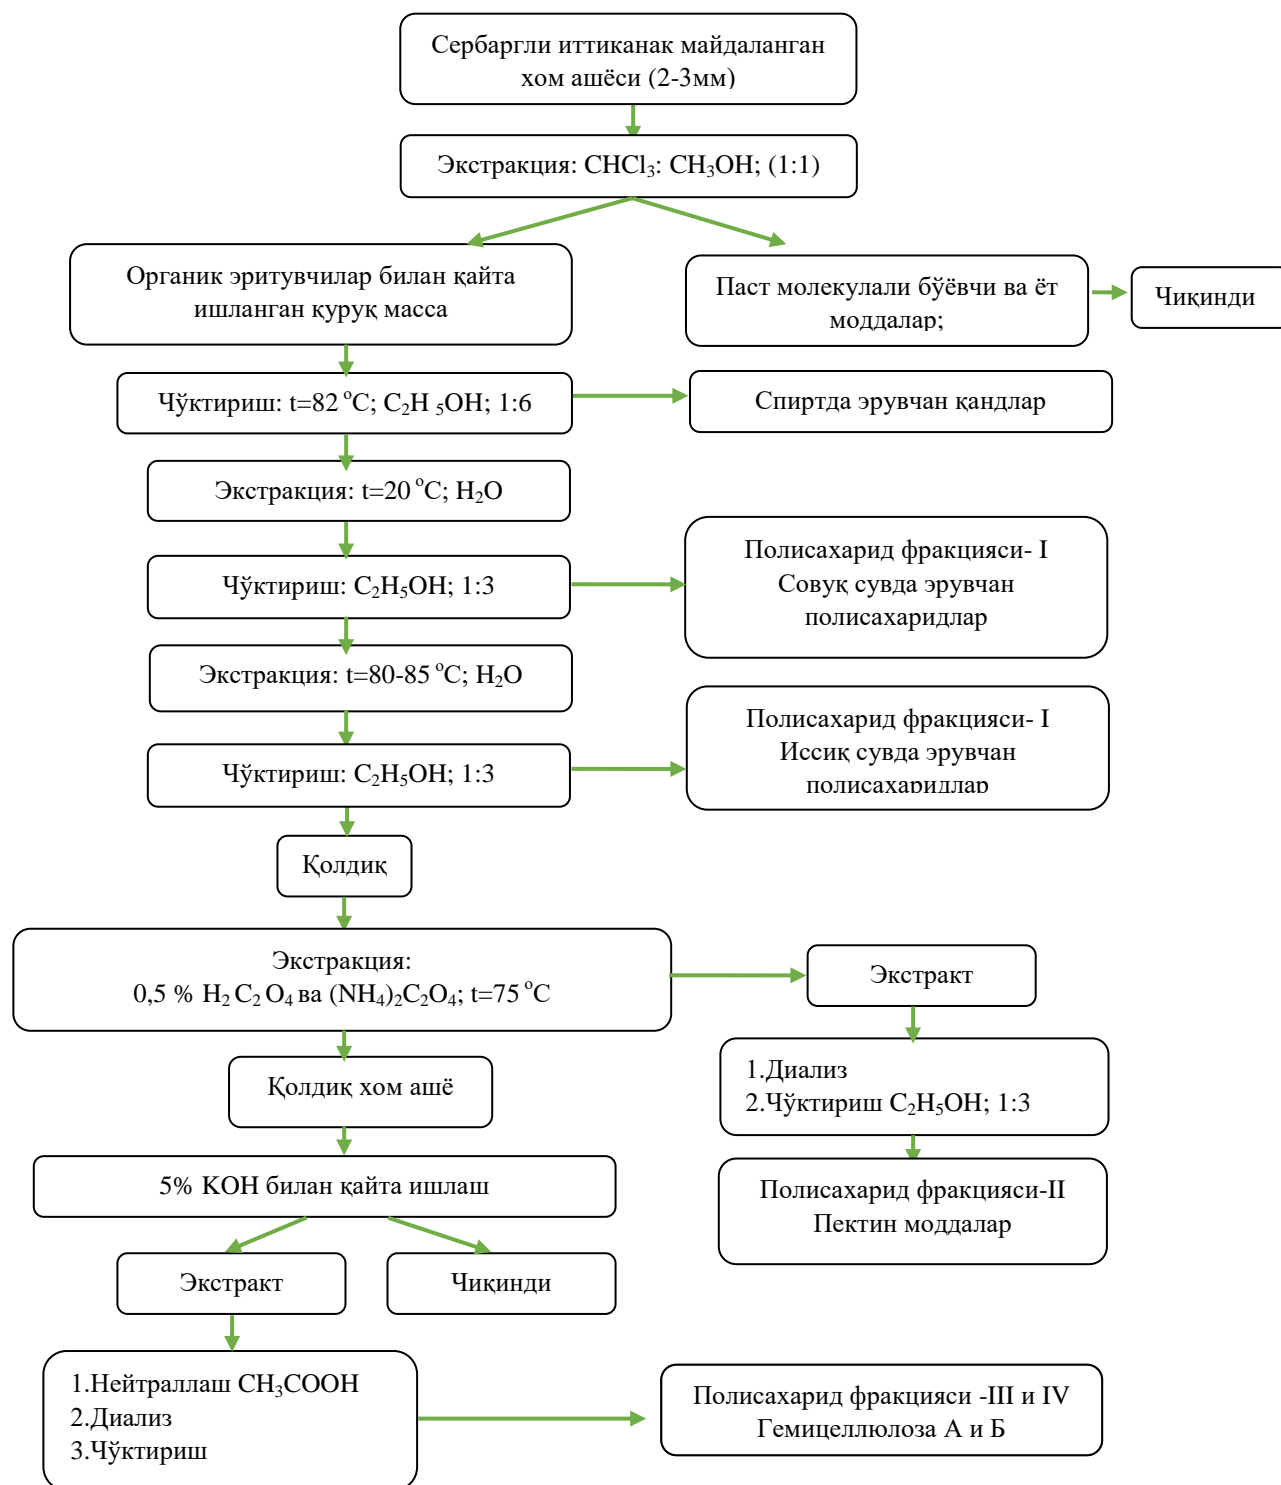 Сербаргли иттиканак майдаланган
хом ашёси (2-3мм)
Экстракция: CHCl₃: CH₃OH; (1:1)
Органик эритувчилар билан қайта
ишланган қуруқ масса
Паст молекулали бўёвчи ва ёт
моддалар;
Чиқинди
Чўктириш: t=82 °C; C₂H ₅OH; 1:6
Спиртда эрувчан қандлар
Экстракция: t=20 °C; H₂O
Чўктириш: C₂H₅OH; 1:3
Полисахарид фракцияси- I
Совуқ сувда эрувчан
полисахаридлар
Экстракция: t=80-85 °C; H₂O
Чўктириш: C₂H₅OH; 1:3
Полисахарид фракцияси- I
Иссиқ сувда эрувчан
полисахаридлар
Қолдиқ
Экстракция:
0,5 % H₂ C₂ O₄ ва (NH₄)₂C₂O₄; t=75 °C
Экстракт
1.Диализ
2.Чўктириш C₂H₅OH; 1:3
Полисахарид фракцияси-II
Пектин моддалар
Қолдиқ хом ашё
5% KOH билан қайта ишлаш
Экстракт
Чиқинди
1.Нейтраллаш CH₃COOH
2.Диализ
3.Чўктириш
Полисахарид фракцияси -III и IV
Гемицеллюлоза А и Б